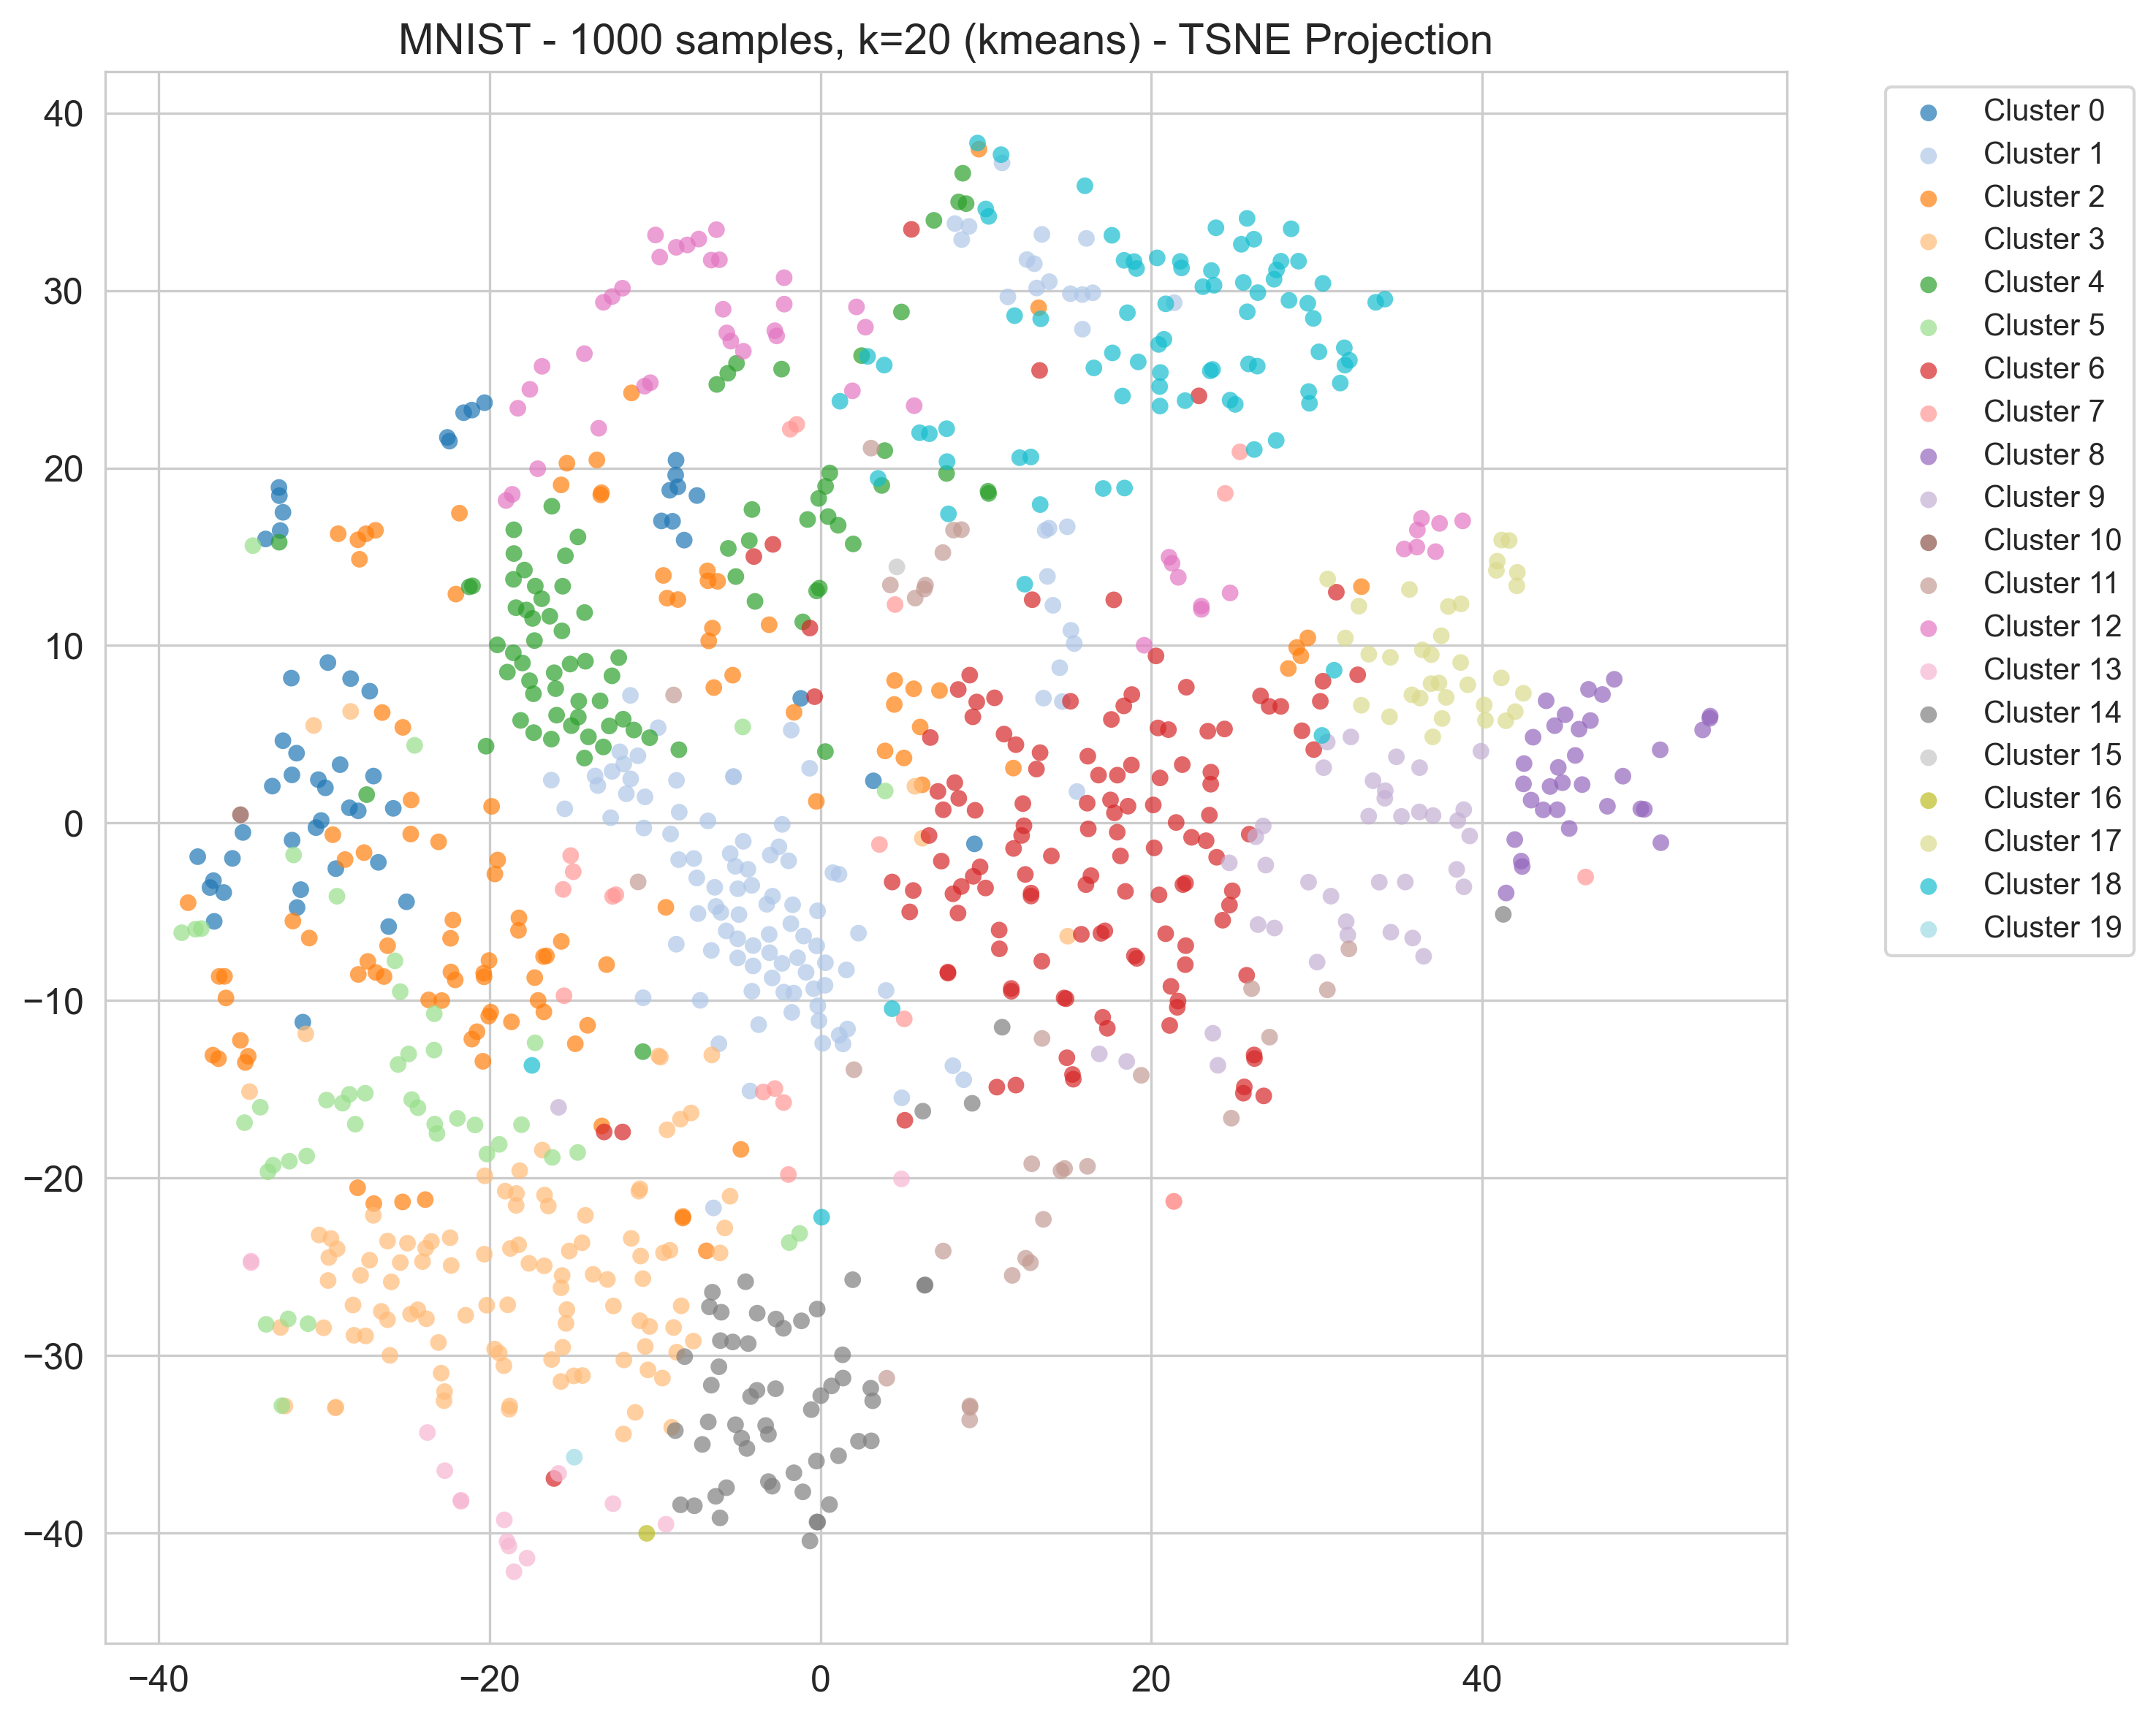 MNIST - 1000 samples, k=20 (kmeans) - TSNE Projection
40
30
20
10
0
−10
−20
−30
−40
−40
−20
0
20
40
Cluster 0
Cluster 1
Cluster 2
Cluster 3
Cluster 4
Cluster 5
Cluster 6
Cluster 7
Cluster 8
Cluster 9
Cluster 10
Cluster 11
Cluster 12
Cluster 13
Cluster 14
Cluster 15
Cluster 16
Cluster 17
Cluster 18
Cluster 19